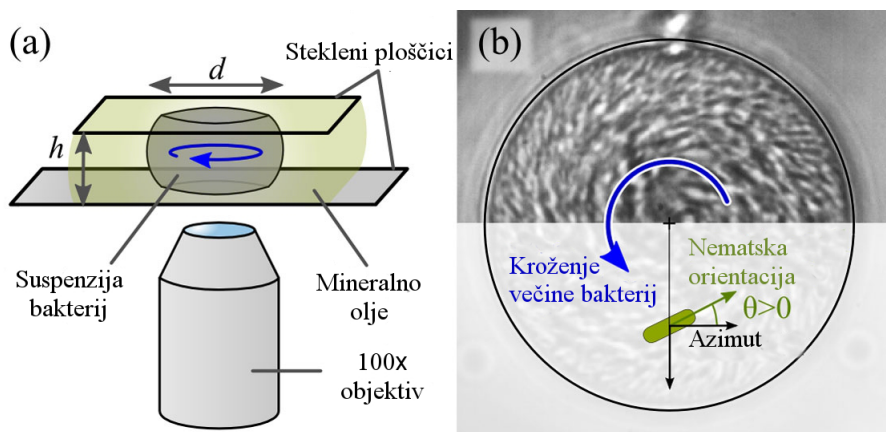 (a)
d
Stekleni ploščici
h
Suspenzija
bakterij
Mineralno
olje
100x
objektiv
(b)
Kroženje
večine bakterij
Nematska
orientacija
θ>0
Azimut